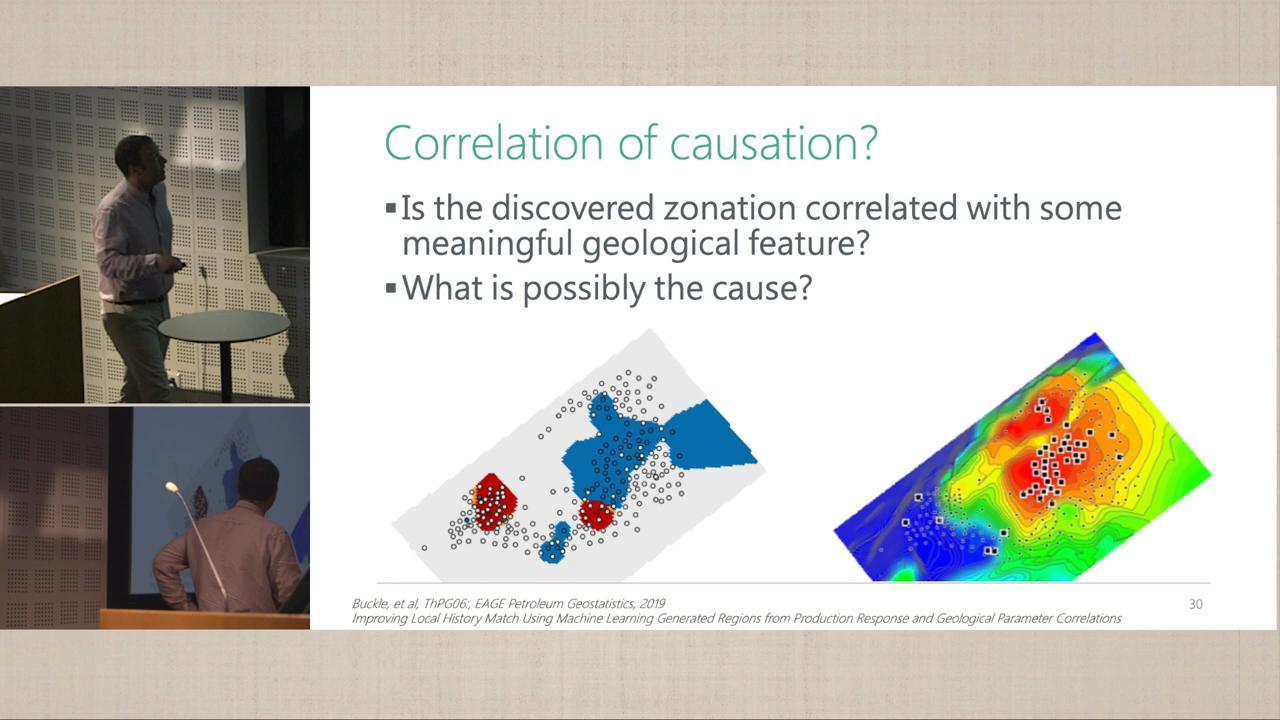 Correlation of causation?
▪Is the discovered zonation correlated with some
meaningful geological feature?
▪What is possibly the cause?
Buckle, et al, ThPG06:, EAGE Petroleum Geostatistics, 2019
30
Improving Local History Match Using Machine Learning Generated Regions from Production Response and Geological Parameter Correlations